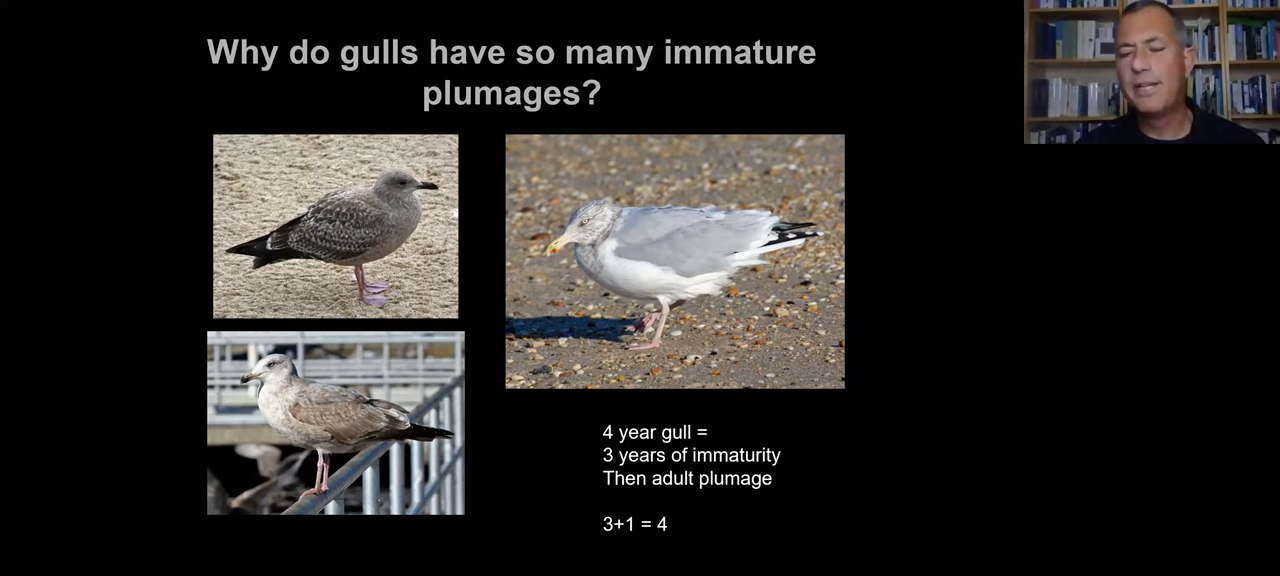 Why do gulls have so many immature
plumages?
4 year gull =
3 years of immaturity
Then adult plumage
3+1 = 4